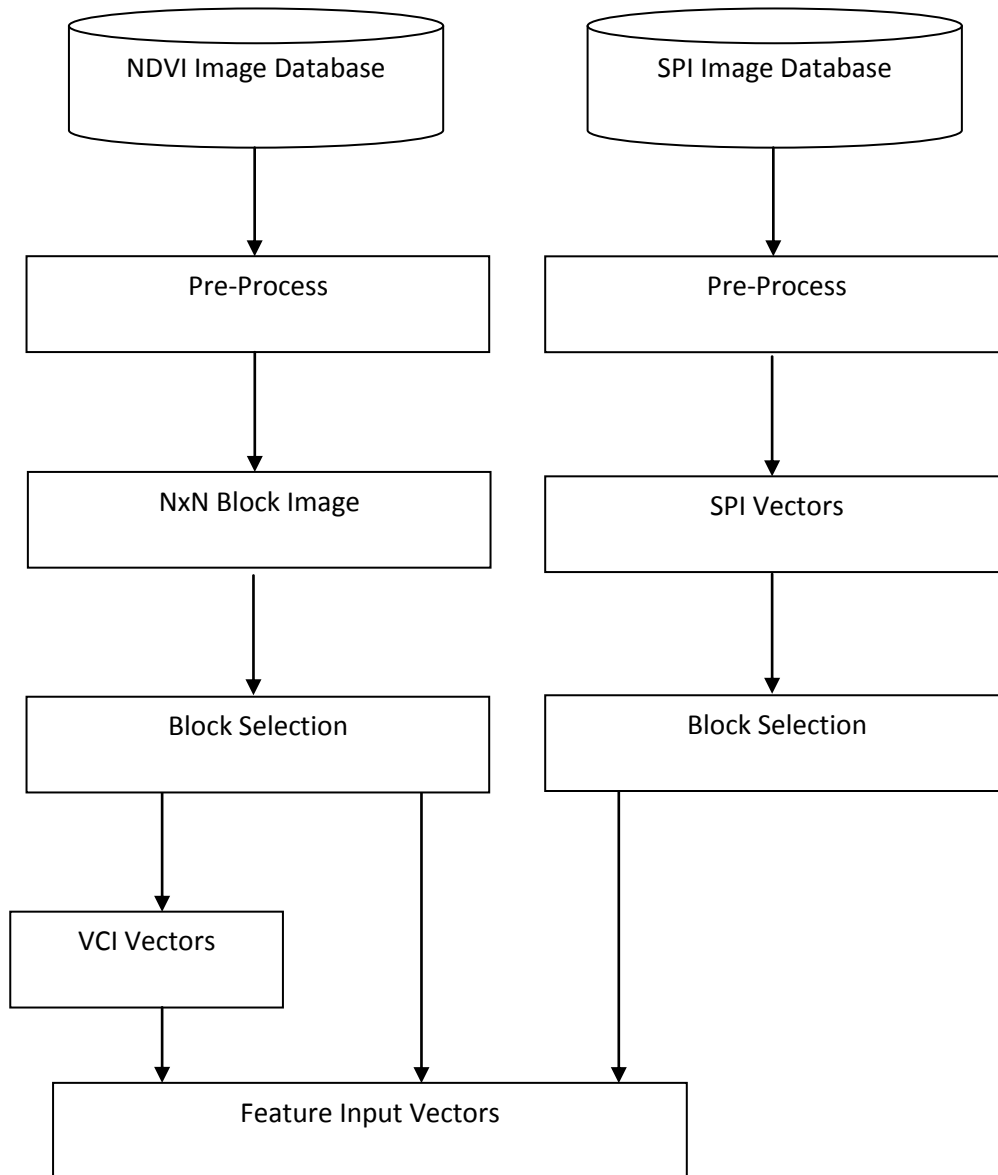 NDVI Image Database
SPI Image Database
Pre-Process
Pre-Process
NxN Block Image
SPI Vectors
Block Selection
Block Selection
VCI Vectors
Feature Input Vectors